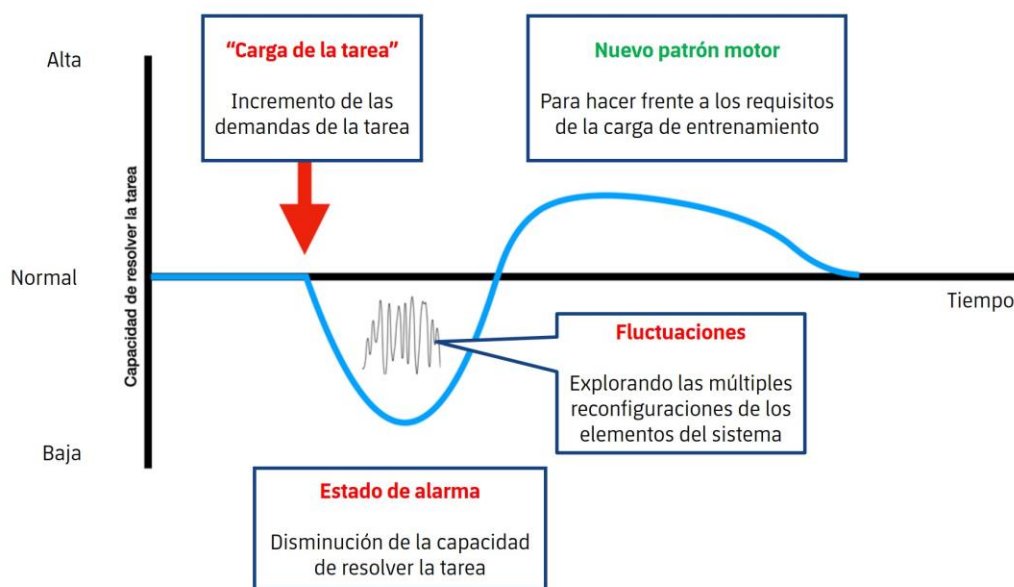 Alta
“Carga de la tarea”
Incremento de las
demandas de la tarea
Nuevo patrón motor
Para hacer frente a los requisitos
de la carga de entrenamiento
Capacidad de resolver la tarea
Normal
Tiempo
Fluctuaciones
Explorando las múltiples
reconfiguraciones de los
elementos del sistema
Baja
Estado de alarma
Disminución de la capacidad
de resolver la tarea